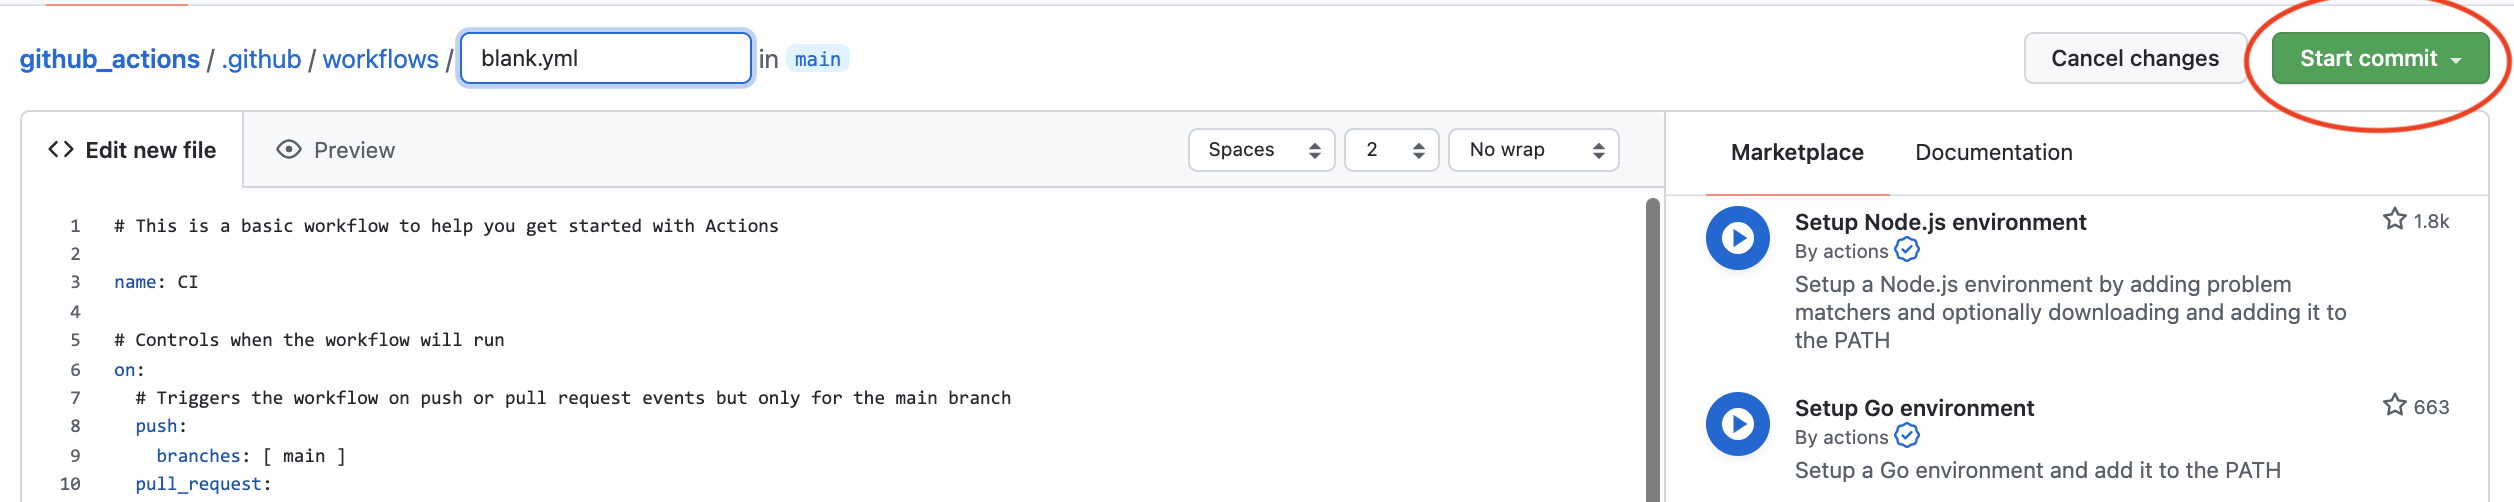 github_actions / .github / workflows / blank.yml in main
Cancel changes
Start commit
<> Edit new file
Preview
Spaces
2
No wrap
1 # This is a basic workflow to help you get started with Actions
2
3 name: CI
4
5 # Controls when the workflow will run
6 on:
7 # Triggers the workflow on push or pull request events but only for the main branch
8 push:
9 branches: [ main ]
10 pull_request:
Marketplace
Documentation
Setup Node.js environment
1.8k
By actions
Setup a Node.js environment by adding problem
matchers and optionally downloading and adding it to
the PATH
Setup Go environment
663
By actions
Setup a Go environment and add it to the PATH